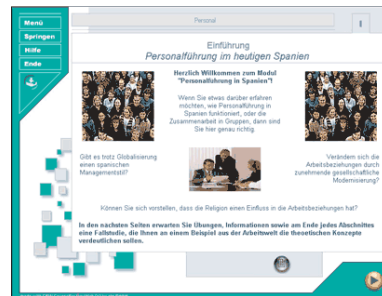 Menü
Springen
Hilfe
Ende
Personal
Einführung
Personalführung im heutigen Spanien
Herzlich Willkommen zum Modul
"Personalführung in Spanien"!
Wenn Sie etwas darüber erfahren
möchten, wie Personalführung in
Spanien funktioniert, oder die
Zusammenarbeit in Gruppen, dann sind
Sie hier genau richtig.
Gibt es trotz Globalisierung
einen spanischen
Managementstil?
Verändern sich die
Arbeitsbeziehungen durch
zunehmende gesellschaftliche
Modernisierung?
Können Sie sich vorstellen, dass die Religion einen Einfluss in die Arbeitsbeziehungen hat?
In den nächsten Seiten erwarten Sie Übungen, Informationen sowie am Ende jedes Abschnittes
eine Fallstudie, die Ihnen an einem Beispiel aus der Arbeitswelt die theoretischen Konzepte
verdeutlichen sollen.